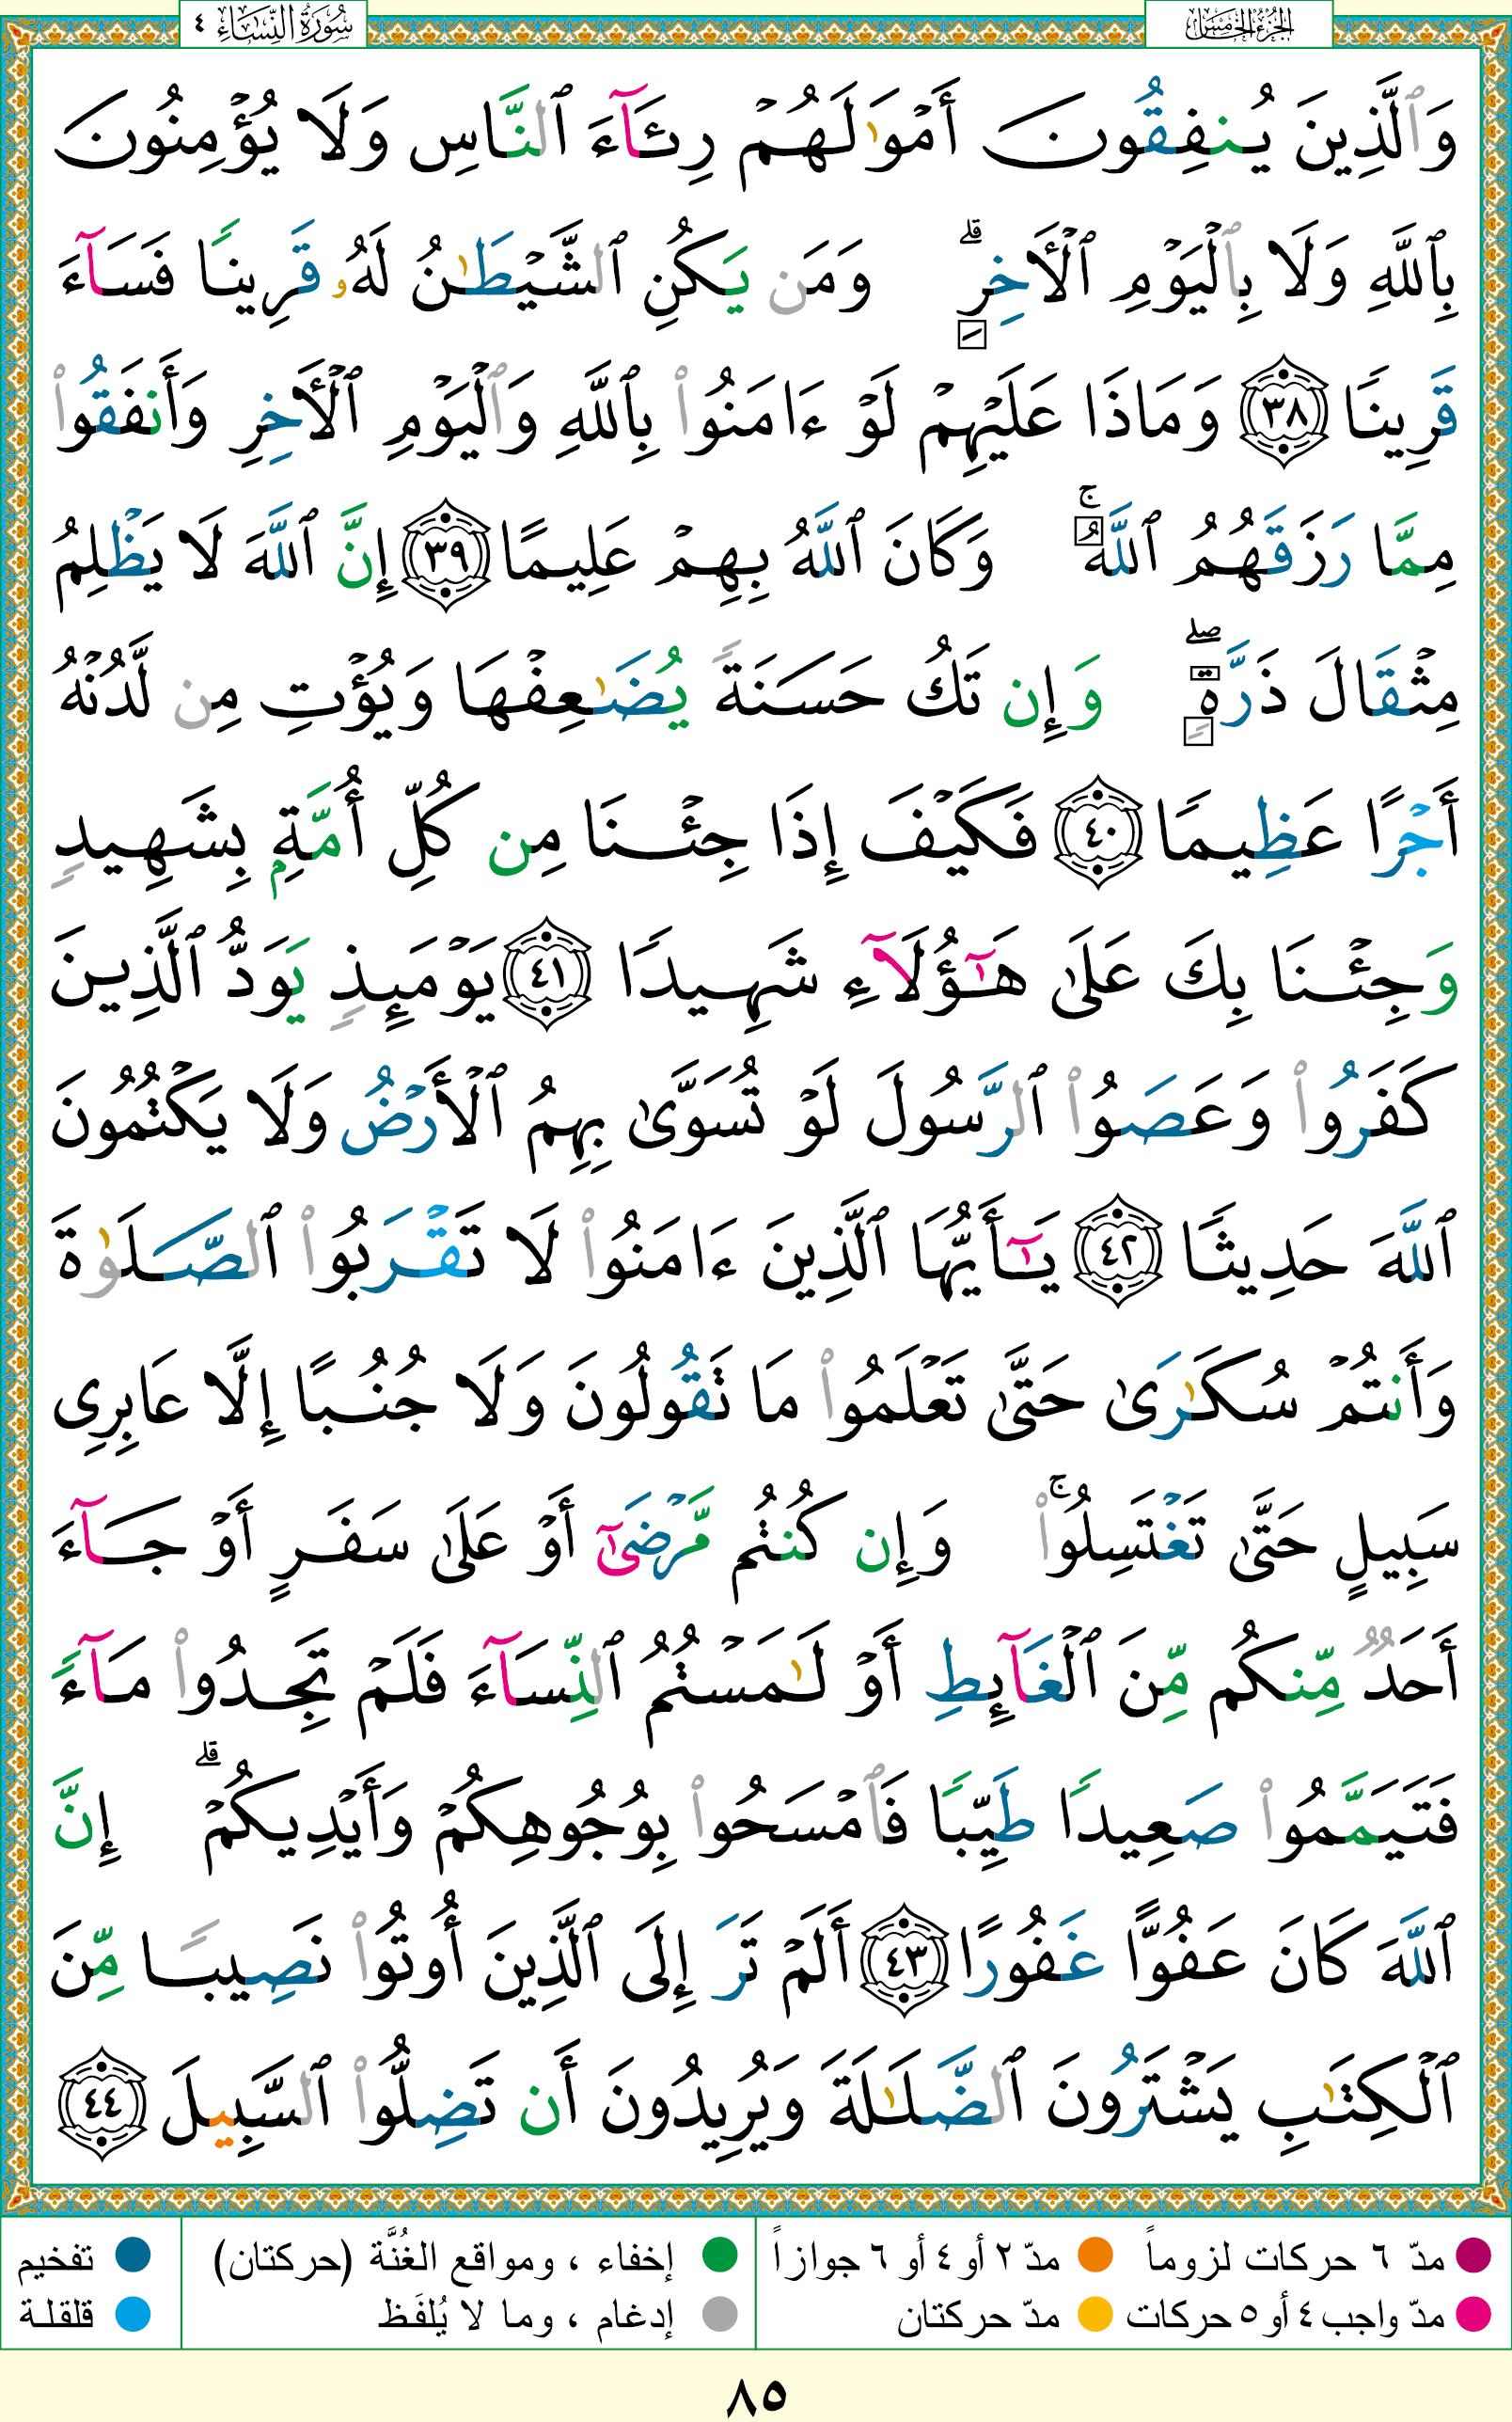 سُورَةُ النِّسَاءِ ٤
الجزء الخامس
وَٱلَّذِينَ يُنفِقُونَ أَمۡوَٰلَهُمۡ رِئَآءَ ٱلنَّاسِ وَلَا يُؤۡمِنُونَ
بِٱللَّهِ وَلَا بِٱلۡيَوۡمِ ٱلۡأٓخِرِۗ وَمَن يَكُنِ ٱلشَّيۡطَٰنُ لَهُۥ قَرِينٗا فَسَآءَ
قَرِينٗا ٣٨ وَمَاذَا عَلَيۡهِمۡ لَوۡ ءَامَنُواْ بِٱللَّهِ وَٱلۡيَوۡمِ ٱلۡأٓخِرِ وَأَنفَقُواْ
مِمَّا رَزَقَهُمُ ٱللَّهُۚ وَكَانَ ٱللَّهُ بِهِمۡ عَلِيمًا ٣٩ إِنَّ ٱللَّهَ لَا يَظۡلِمُ
مِثۡقَالَ ذَرَّةٖۖ وَإِن تَكُ حَسَنَةٗ يُضَٰعِفۡهَا وَيُؤۡتِ مِن لَّدُنۡهُ
أَجۡرًا عَظِيمٗا ٤٠ فَكَيۡفَ إِذَا جِئۡنَا مِن كُلِّ أُمَّةِۭ بِشَهِيدٖ
وَجِئۡنَا بِكَ عَلَىٰ هَٰٓؤُلَآءِ شَهِيدٗا ٤١ يَوۡمَئِذٖ يَوَدُّ ٱلَّذِينَ
كَفَرُواْ وَعَصَوُاْ ٱلرَّسُولَ لَوۡ تُسَوَّىٰ بِهِمُ ٱلۡأَرۡضُ وَلَا يَكۡتُمُونَ
ٱللَّهَ حَدِيثٗا ٤٢ يَٰٓأَيُّهَا ٱلَّذِينَ ءَامَنُواْ لَا تَقۡرَبُواْ ٱلصَّلَوٰةَ
وَأَنتُمۡ سُكَٰرَىٰ حَتَّىٰ تَعۡلَمُواْ مَا تَقُولُونَ وَلَا جُنُبًا إِلَّا عَابِرِي
سَبِيلٍ حَتَّىٰ تَغۡتَسِلُواْۚ وَإِن كُنتُم مَّرۡضَىٰٓ أَوۡ عَلَىٰ سَفَرٍ أَوۡ جَآءَ
أَحَدٞ مِّنكُم مِّنَ ٱلۡغَآئِطِ أَوۡ لَٰمَسۡتُمُ ٱلنِّسَآءَ فَلَمۡ تَجِدُواْ مَآءٗ
فَتَيَمَّمُواْ صَعِيدٗا طَيِّبٗا فَٱمۡسَحُواْ بِوُجُوهِكُمۡ وَأَيۡدِيكُمۡۗ إِنَّ
ٱللَّهَ كَانَ عَفُوًّا غَفُورًا ٤٣ أَلَمۡ تَرَ إِلَى ٱلَّذِينَ أُوتُواْ نَصِيبٗا مِّنَ
ٱلۡكِتَٰبِ يَشۡتَرُونَ ٱلضَّلَٰلَةَ وَيُرِيدُونَ أَن تَضِلُّواْ ٱلسَّبِيلَ ٤٤
مدّ ٦ حركات لزوماً مدّ ٢ أو ٤ أو ٦ جوازاً إخفاء ، ومواقع الغُنَّة (حركتان) تفخيم
مدّ واجب ٤ أو ٥ حركات مدّ حركتان إدغام ، وما لا يُلفَظ قلقلة
٨٥